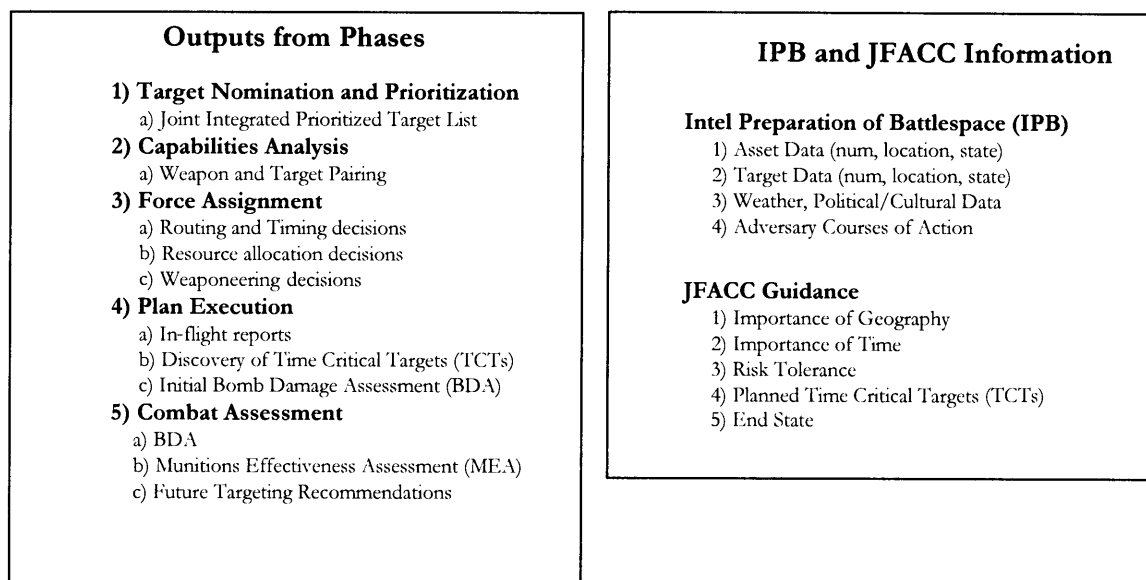 Outputs from Phases
1) Target Nomination and Prioritization
a) Joint Integrated Prioritized Target List
2) Capabilities Analysis
a) Weapon and Target Pairing
3) Force Assignment
a) Routing and Timing decisions
b) Resource allocation decisions
c) Weaponeering decisions
4) Plan Execution
a) In-flight reports
b) Discovery of Time Critical Targets (TCTs)
c) Initial Bomb Damage Assessment (BDA)
5) Combat Assessment
a) BDA
b) Munitions Effectiveness Assessment (MEA)
c) Future Targeting Recommendations
IPB and JFACC Information
Intel Preparation of Battlespace (IPB)
1) Asset Data (num, location, state)
2) Target Data (num, location, state)
3) Weather, Political/Cultural Data
4) Adversary Courses of Action
JFACC Guidance
1) Importance of Geography
2) Importance of Time
3) Risk Tolerance
4) Planned Time Critical Targets (TCTs)
5) End State